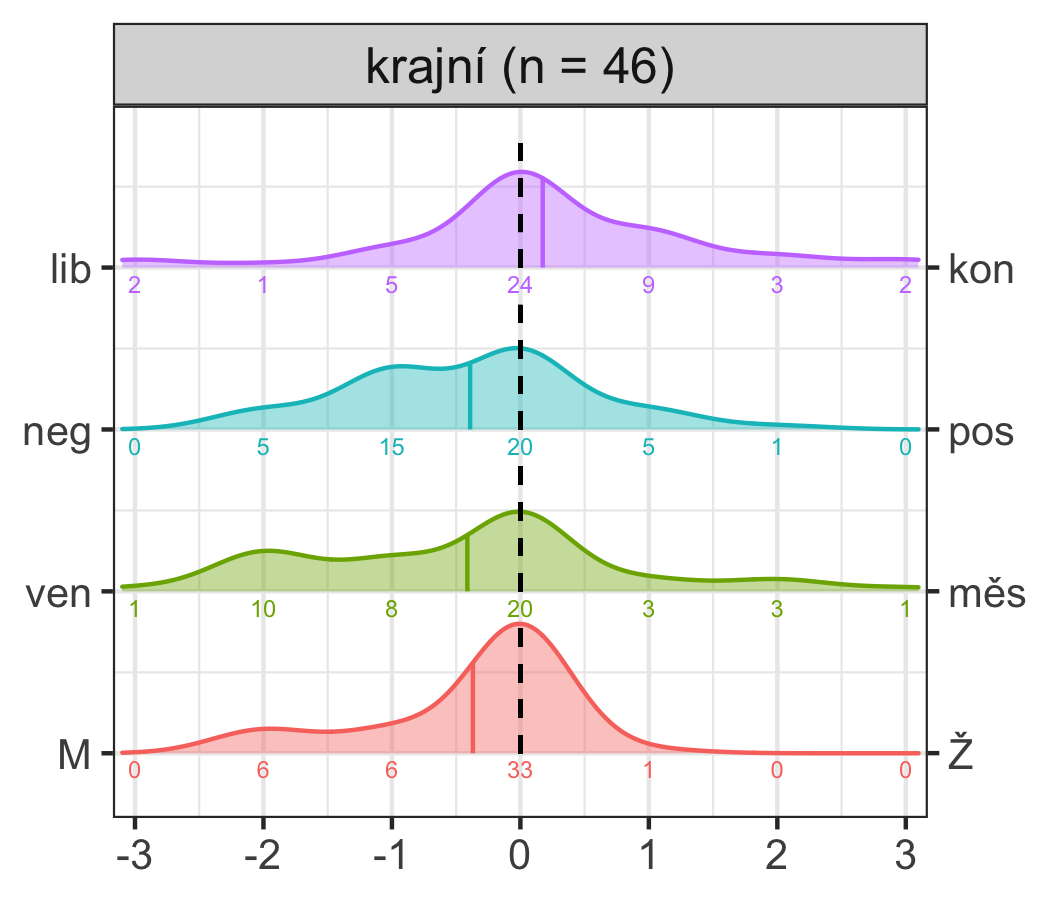 krajní (n = 46)
lib kon
2 1 5 24 9 3 2
neg pos
0 5 15 20 5 1 0
ven měs
1 10 8 20 3 3 1
M Ž
0 6 6 33 1 0 0
-3 -2 -1 0 1 2 3